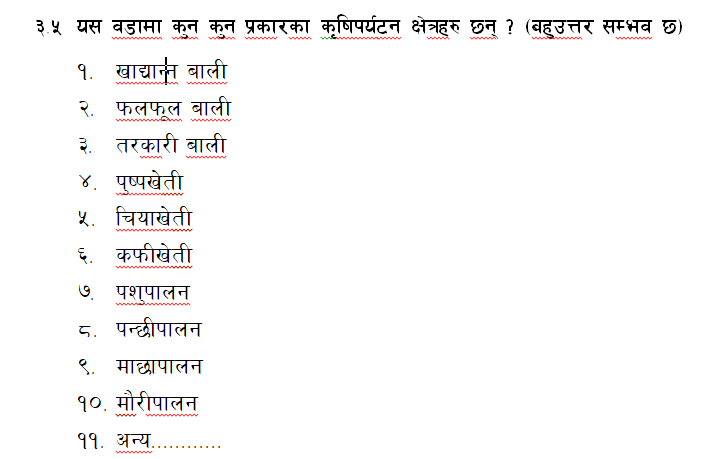 ३.५ यस वडामा कुन कुन प्रकारका कृषिपर्यटन क्षेत्रहरु छन् ? (बहुउत्तर सम्भव छ)
१. खाद्यान्न बाली
२. फलफूल बाली
३. तरकारी बाली
४. पुष्पखेती
५. चियाखेती
६. कफीखेती
७. पशुपालन
८. पन्छीपालन
९. माछापालन
१०. मौरीपालन
११. अन्य............